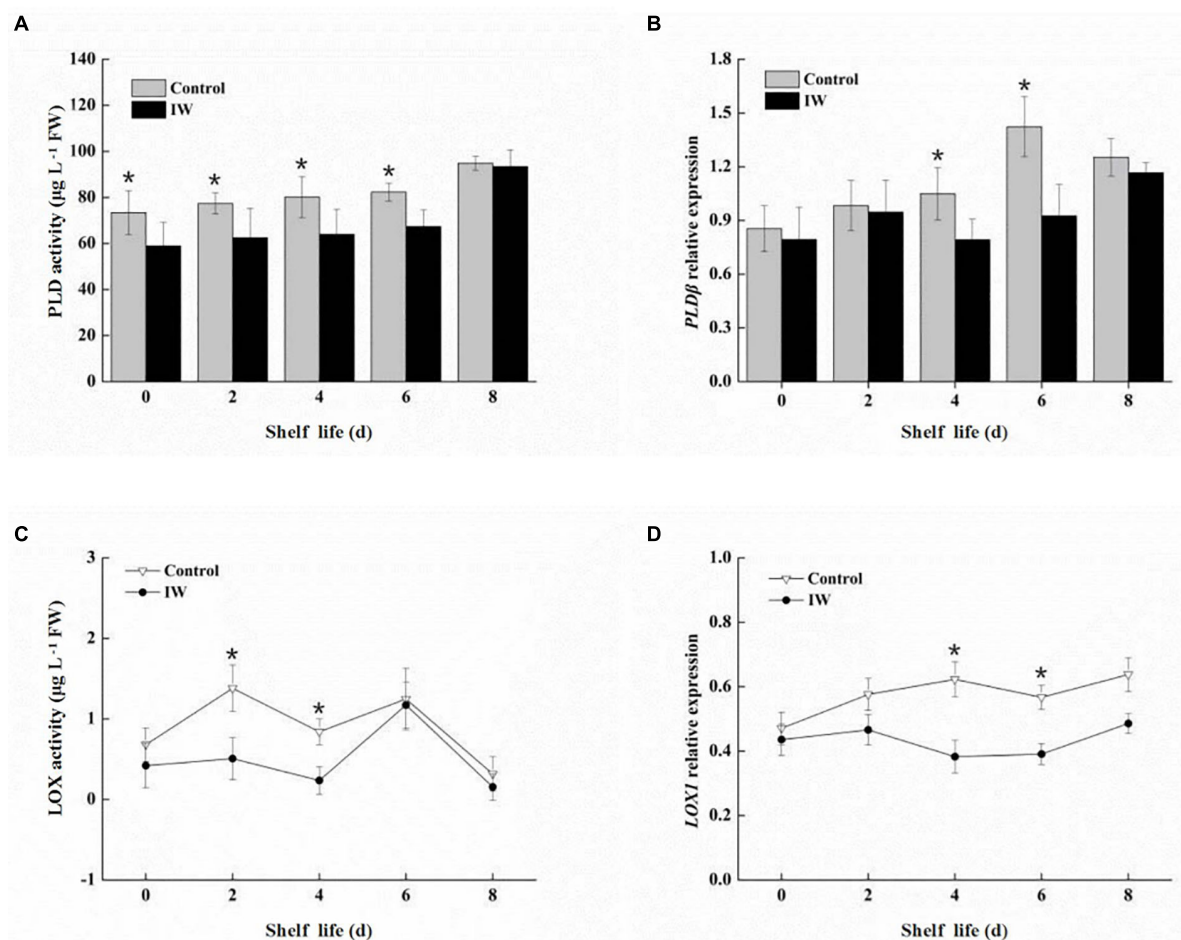 A
PLD activity (µg L⁻¹ FW)
140
120
100
80
60
40
20
0
Control
IW
*
*
*
*
0 2 4 6 8
Shelf life (d)
B
PLDβ relative expression
1.8
1.5
1.2
0.9
0.6
0.3
0.0
Control
IW
*
*
0 2 4 6 8
Shelf life (d)
C
LOX activity (µg L⁻¹ FW)
3
2
1
0
-1
Control
IW
*
*
0 2 4 6 8
Shelf life (d)
D
LOX1 relative expression
1.0
0.8
0.6
0.4
0.2
0.0
Control
IW
*
*
0 2 4 6 8
Shelf life (d)